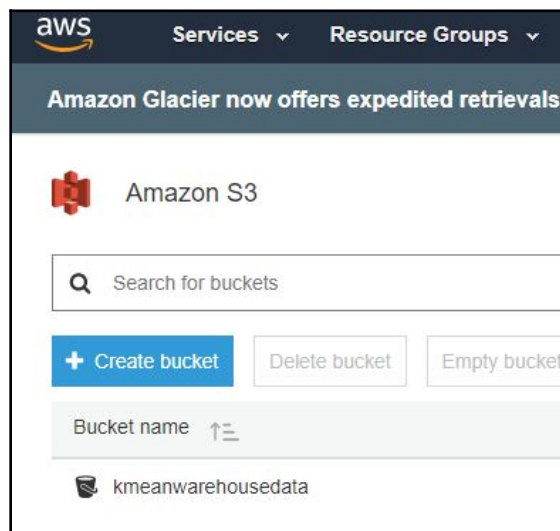 aws Services Resource Groups
Amazon Glacier now offers expedited retrievals
Amazon S3
Search for buckets
+ Create bucket Delete bucket Empty bucket
Bucket name
kmeanwarehousedata